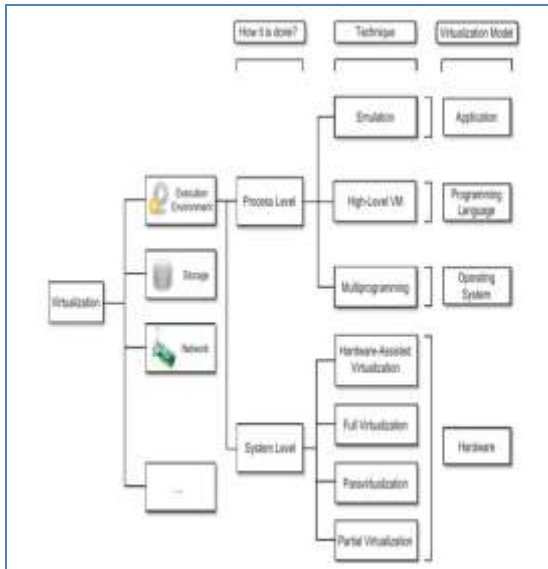 How it is done?
Technique
Virtualization Model
Emulation
Application
Execution
Environment
Process Level
High-Level VM
Programming
Language
Storage
Virtualization
Multiprogramming
Operating
System
Network
Hardware-Assisted
Virtualization
Full Virtualization
System Level
Hardware
Paravirtualization
....
Partial Virtualization